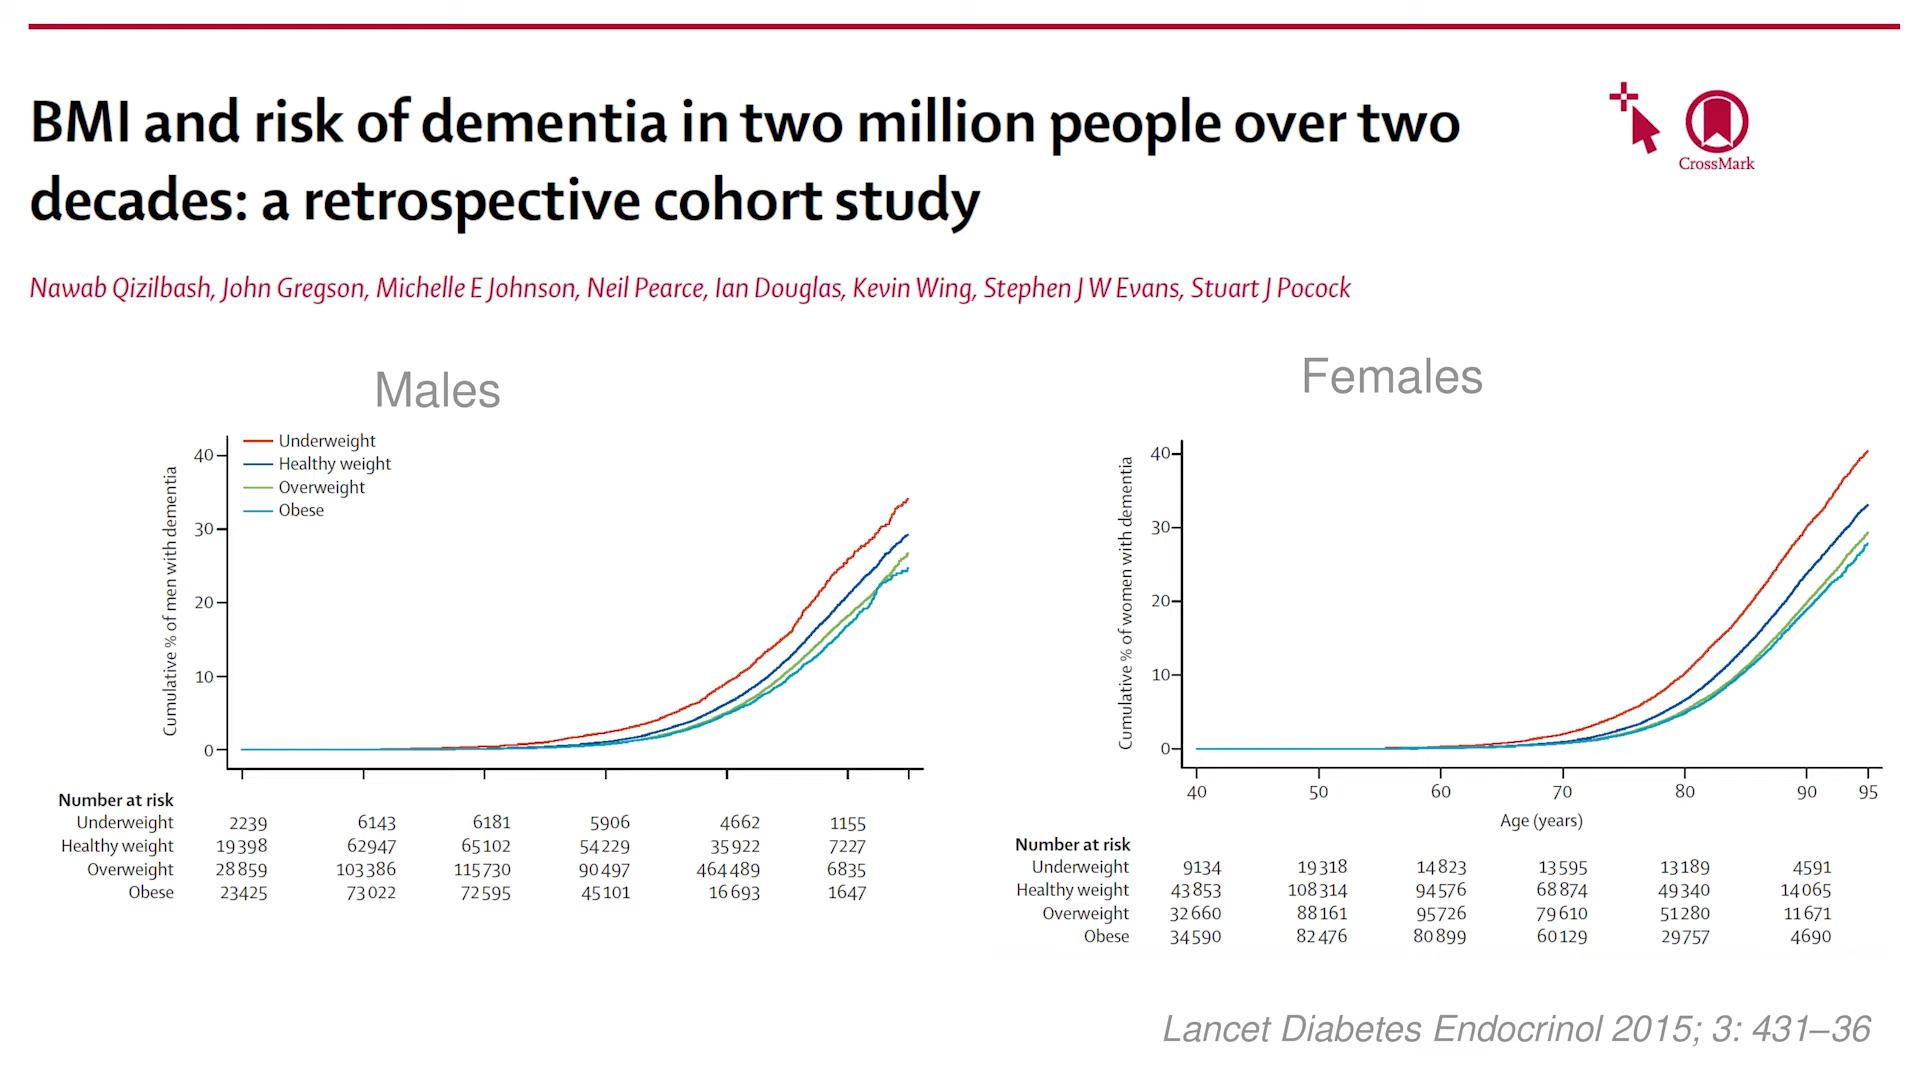 BMI and risk of dementia in two million people over two
decades: a retrospective cohort study
CrossMark
Nawab Qizilbash, John Gregson, Michelle E Johnson, Neil Pearce, Ian Douglas, Kevin Wing, Stephen J W Evans, Stuart J Pocock
Males
Cumulative % of men with dementia
40
30
20
10
0
Underweight
Healthy weight
Overweight
Obese
Number at risk
Underweight 2239 6143 6181 5906 4662 1155
Healthy weight 19398 62947 65102 54229 35922 7227
Overweight 28859 103386 115730 90497 464489 6835
Obese 23425 73022 72595 45101 16693 1647
Females
Cumulative % of women with dementia
40
30
20
10
0
40 50 60 70 80 90 95
Age (years)
Number at risk
Underweight 9134 19318 14823 13595 13189 4591
Healthy weight 43853 108314 94576 68874 49340 14065
Overweight 32660 88161 95726 79610 51280 11671
Obese 34590 82476 80899 60129 29757 4690
Lancet Diabetes Endocrinol 2015; 3: 431–36